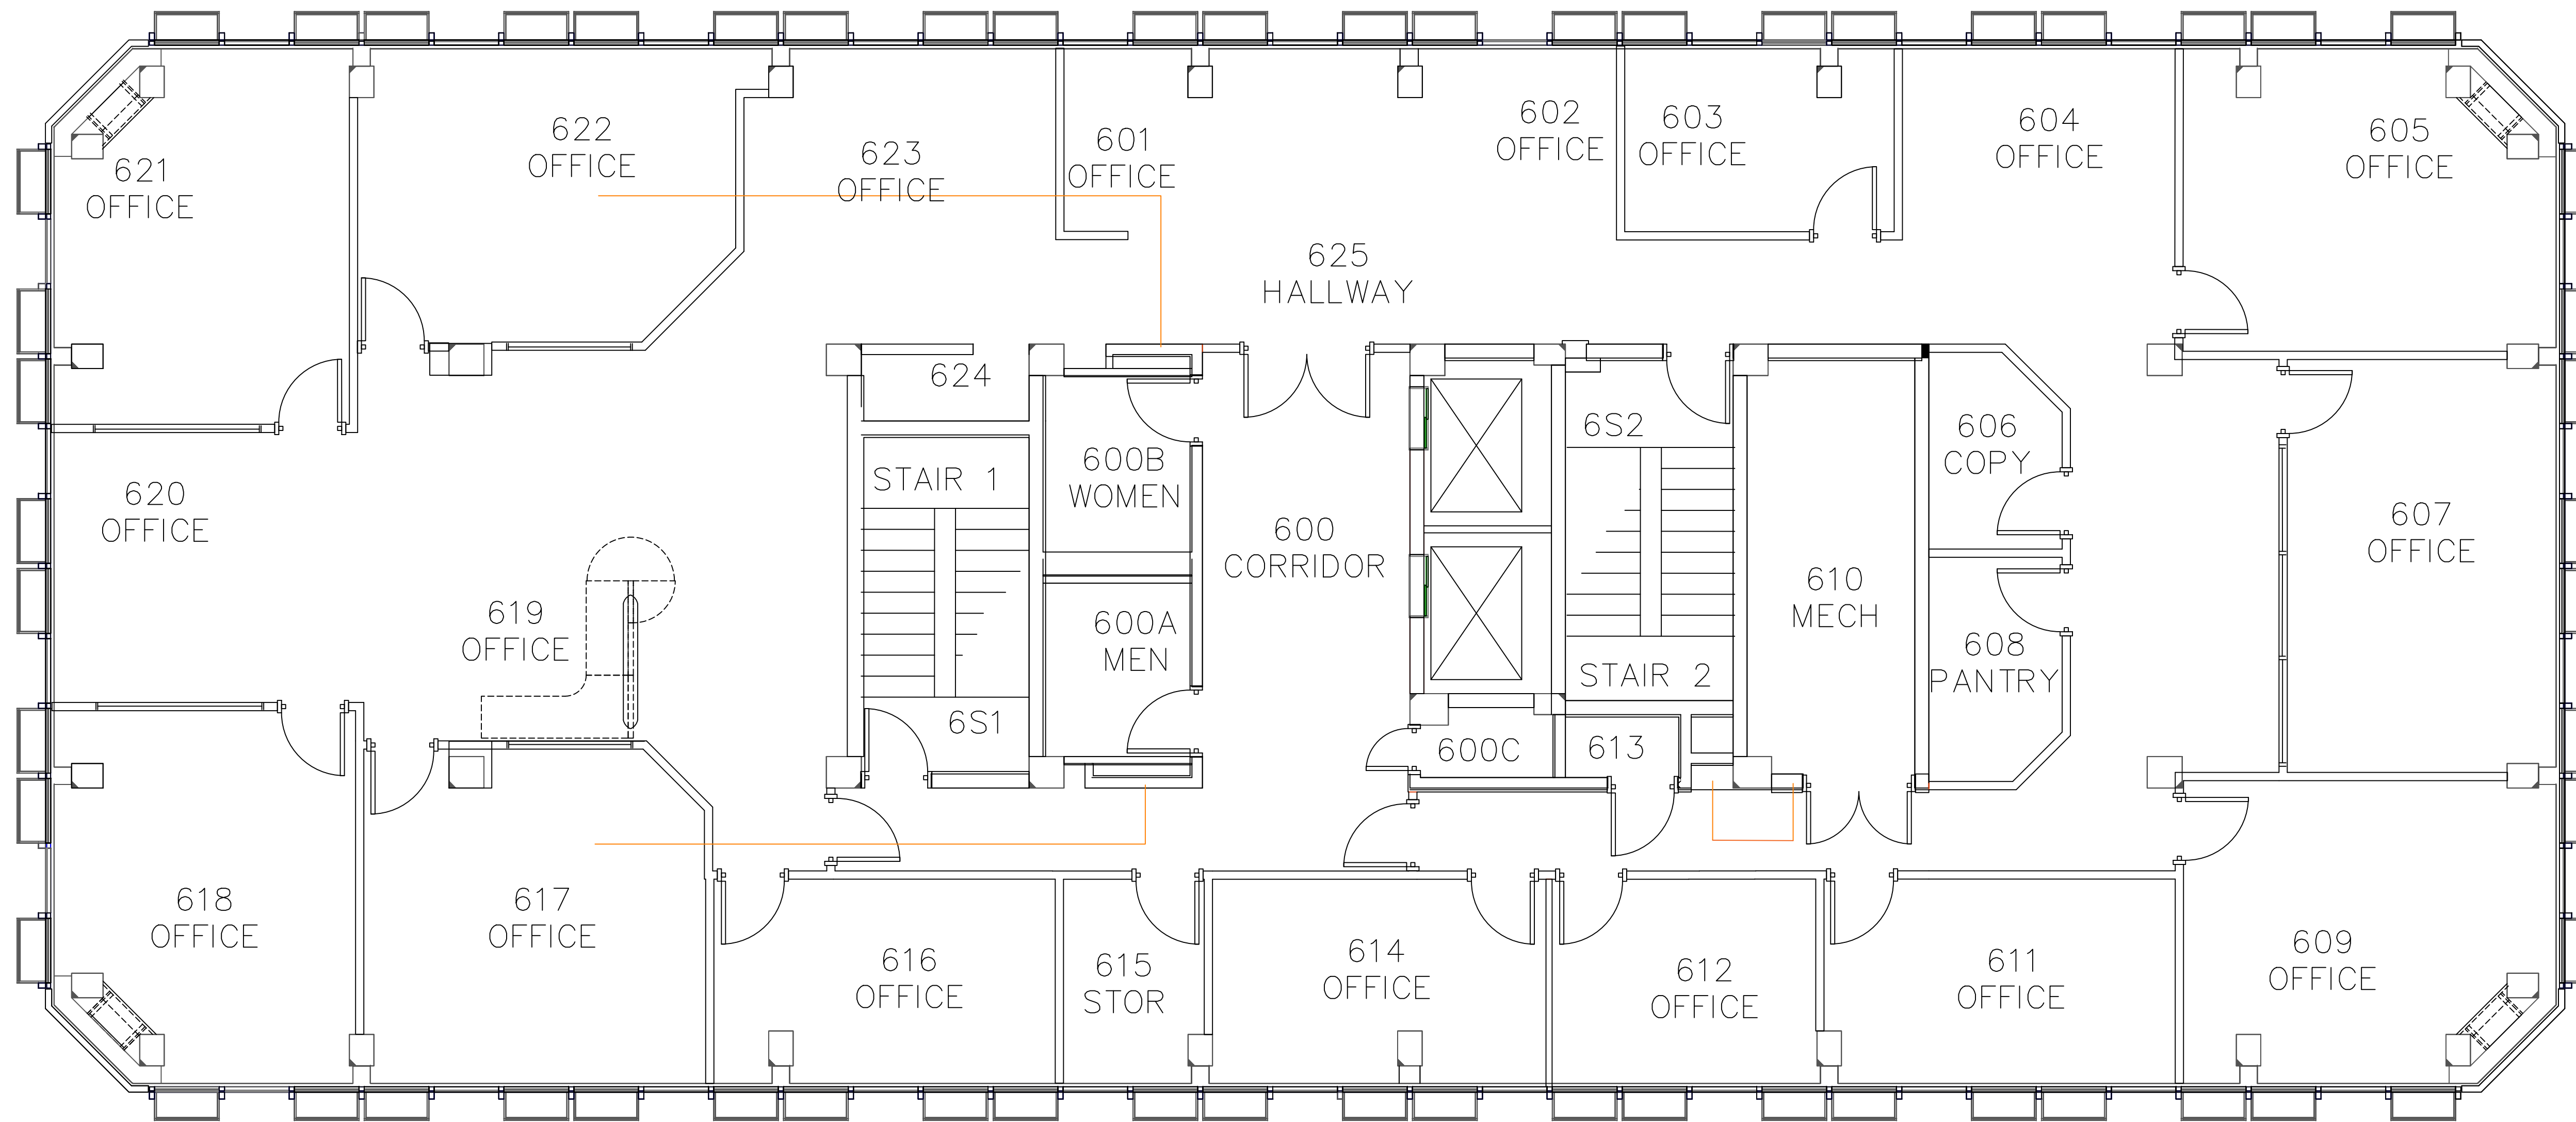 602
OFFICE
603
OFFICE
604
OFFICE
605
OFFICE
622
OFFICE
601
OFFICE
623
OFFICE
621
OFFICE
625
HALLWAY
624
6S2
606
COPY
600B
WOMEN
STAIR 1
620
OFFICE
607
OFFICE
600
CORRIDOR
610
MECH
619
OFFICE
600A
MEN
608
PANTRY
STAIR 2
6S1
613
600C
618
OFFICE
617
OFFICE
609
OFFICE
614
OFFICE
616
OFFICE
611
OFFICE
615
STOR
612
OFFICE